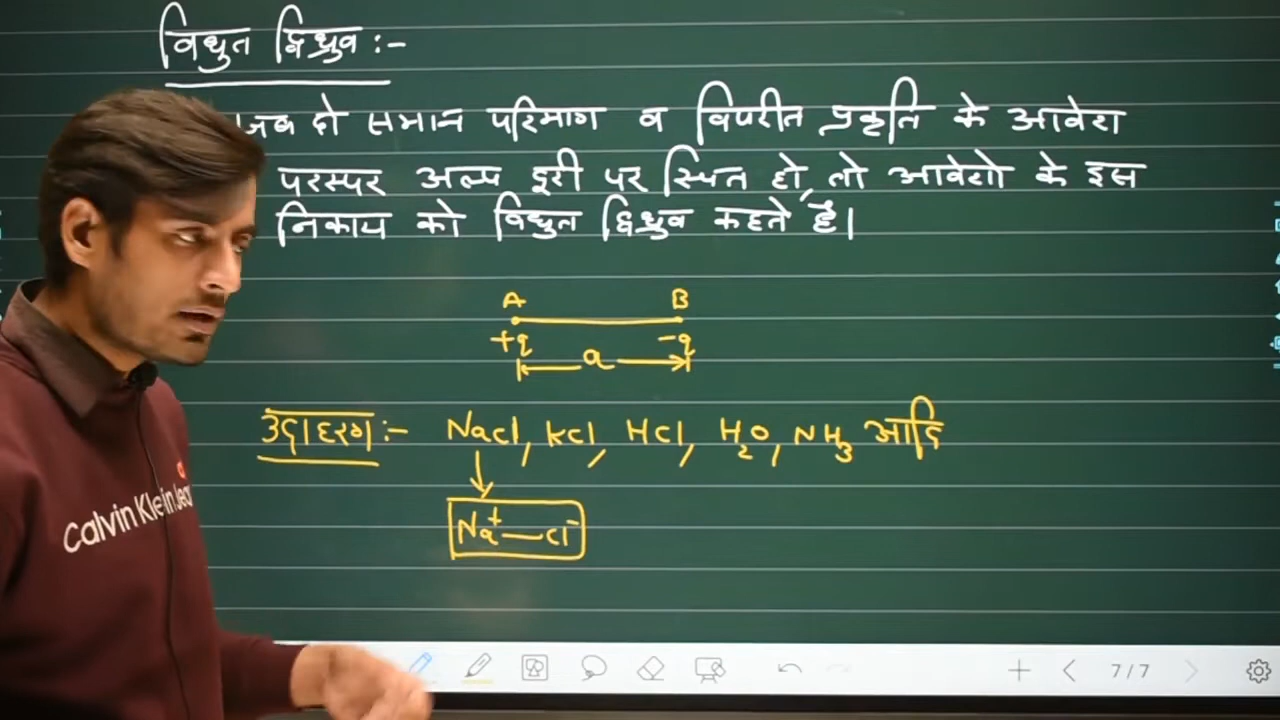 विद्युत द्विध्रुव :-
जब दो समान परिमाण व विपरीत प्रकृति के आवेश
परस्पर अल्प दूरी पर स्थित हो, तो आवेशो के इस
निकाय को विद्युत द्विध्रुव कहते हैं।
A B
+q -q
a
उदाहरण :- NaCl, KCl, HCl, H₂O, NH₃ आदि
Na⁺—Cl⁻
Calvin Klein Jea
7/7